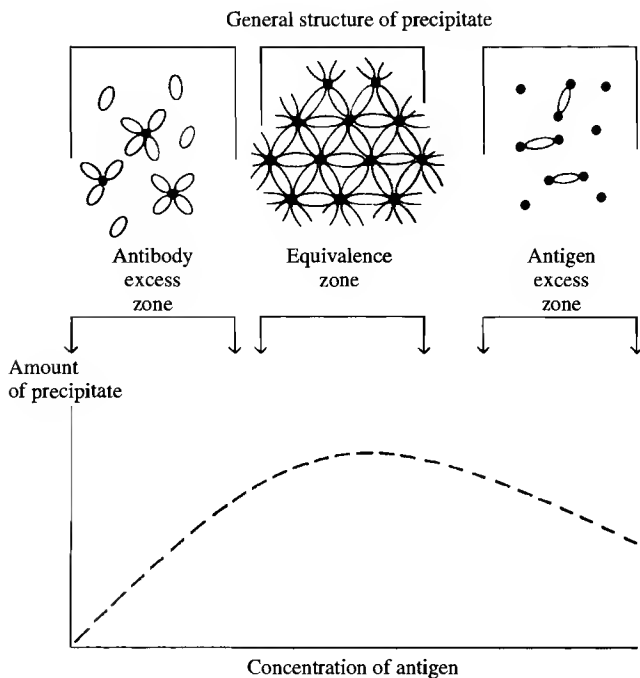 General structure of precipitate
Antibody
excess
zone
Equivalence
zone
Antigen
excess
zone
Amount
of precipitate
Concentration of antigen